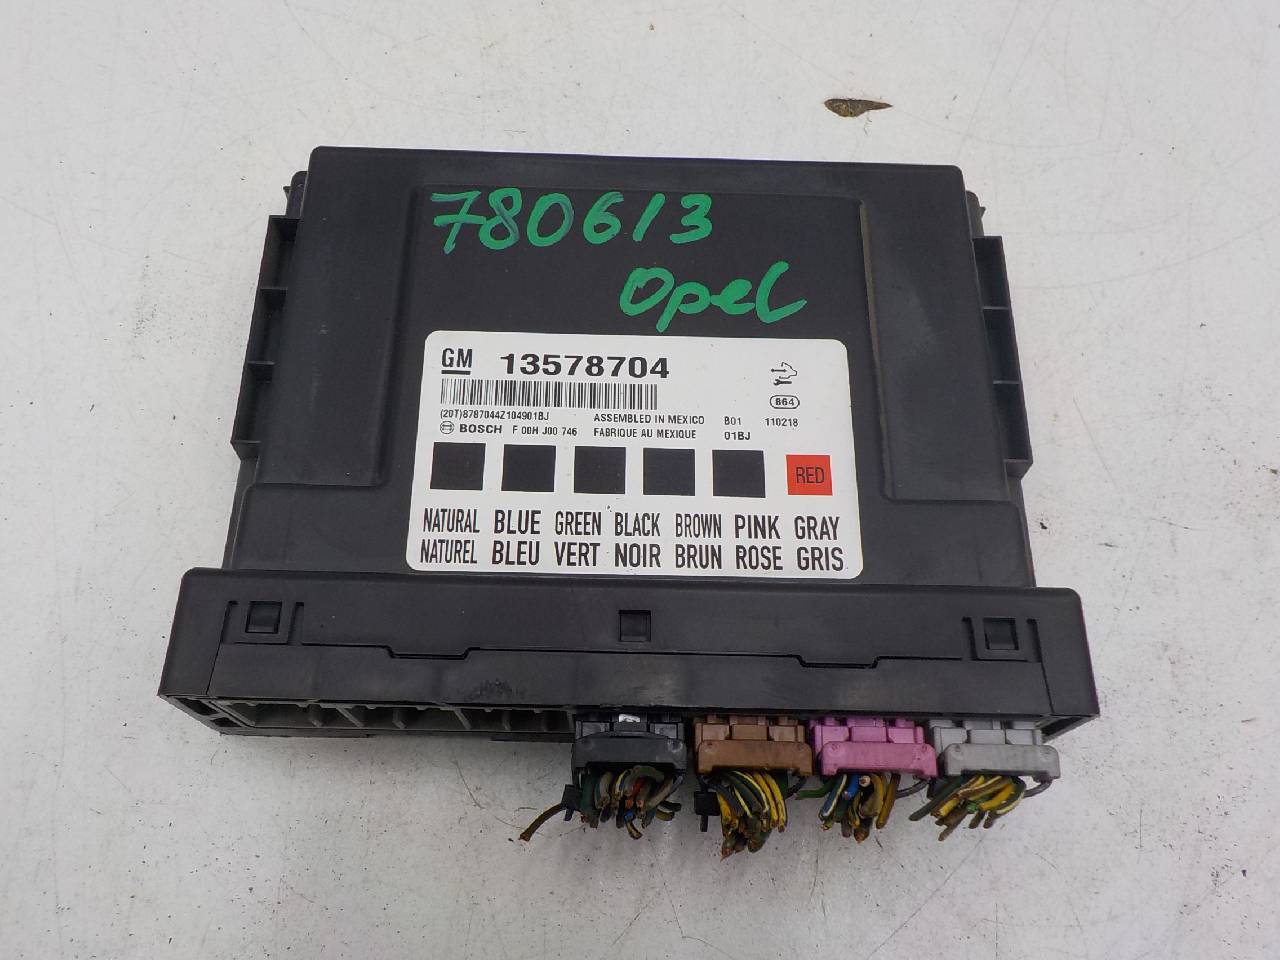 780613
Opel
GM 13578704
(20T)8787044Z104901BJ ASSEMBLED IN MEXICO B01 110218
864
BOSCH F 00H J00 746 FABRIQUE AU MEXIQUE 01BJ
RED
NATURAL BLUE GREEN BLACK BROWN PINK GRAY
NATUREL BLEU VERT NOIR BRUN ROSE GRIS